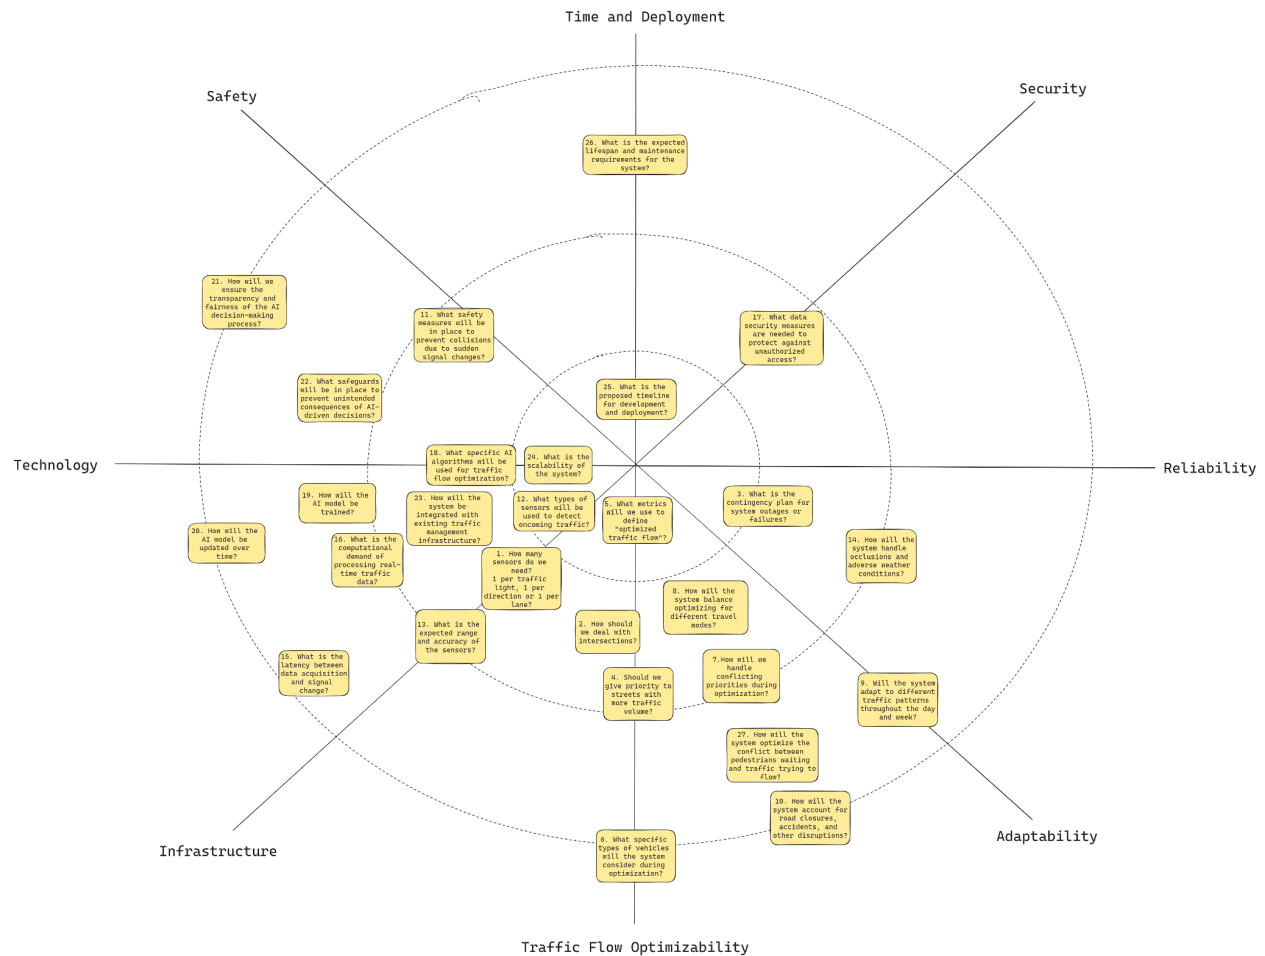 Time and Deployment
Safety
Security
26. What is the expected
lifespan and maintenance
requirements for the
system?
21. How will we
ensure the
transparency and
fairness of the AI
decision-making
process?
11. What safety
measures will be
in place to
prevent collisions
due to sudden
signal changes?
17. What data
security measures
are needed to
protect against
unauthorized
access?
22. What safeguards
will be in place to
prevent unintended
consequences of AI-
driven decisions?
25. What is the
proposed timeline
for development
and deployment?
Technology
18. What specific AI
algorithms will be
used for traffic
flow optimization?
24. What is the
scalability of
the system?
Reliability
19. How will the
AI model be
trained?
23. How will the
system be
integrated with
existing traffic
management
infrastructure?
12. What types of
sensors will be
used to detect
oncoming traffic?
5. What metrics
will we use to
define
"optimized
traffic flow"?
3. What is the
contingency plan for
system outages or
failures?
20. How will the
AI model be
updated over
time?
16. What is the
computational
demand of
processing real-
time traffic
data?
14. How will the
system handle
occlusions and
adverse weather
conditions?
1. How many
sensors do we
need?
1 per traffic
light, 1 per
direction or 1 per
lane?
8. How will the
system balance
optimizing for
different travel
modes?
13. What is the
expected range
and accuracy of
the sensors?
2. How should
we deal with
intersections?
15. What is the
latency between
data acquisition
and signal
change?
4. Should we
give priority to
streets with
more traffic
volume?
7.How will we
handle
conflicting
priorities during
optimization?
9. Will the system
adapt to different
traffic patterns
throughout the day
and week?
27. How will the
system optimize the
conflict between
pedestrians waiting
and traffic trying to
flow?
10. How will the
system account for
road closures,
accidents, and
other disruptions?
6. What specific
types of vehicles
will the system
consider during
optimization?
Infrastructure
Adaptability
Traffic Flow Optimizability